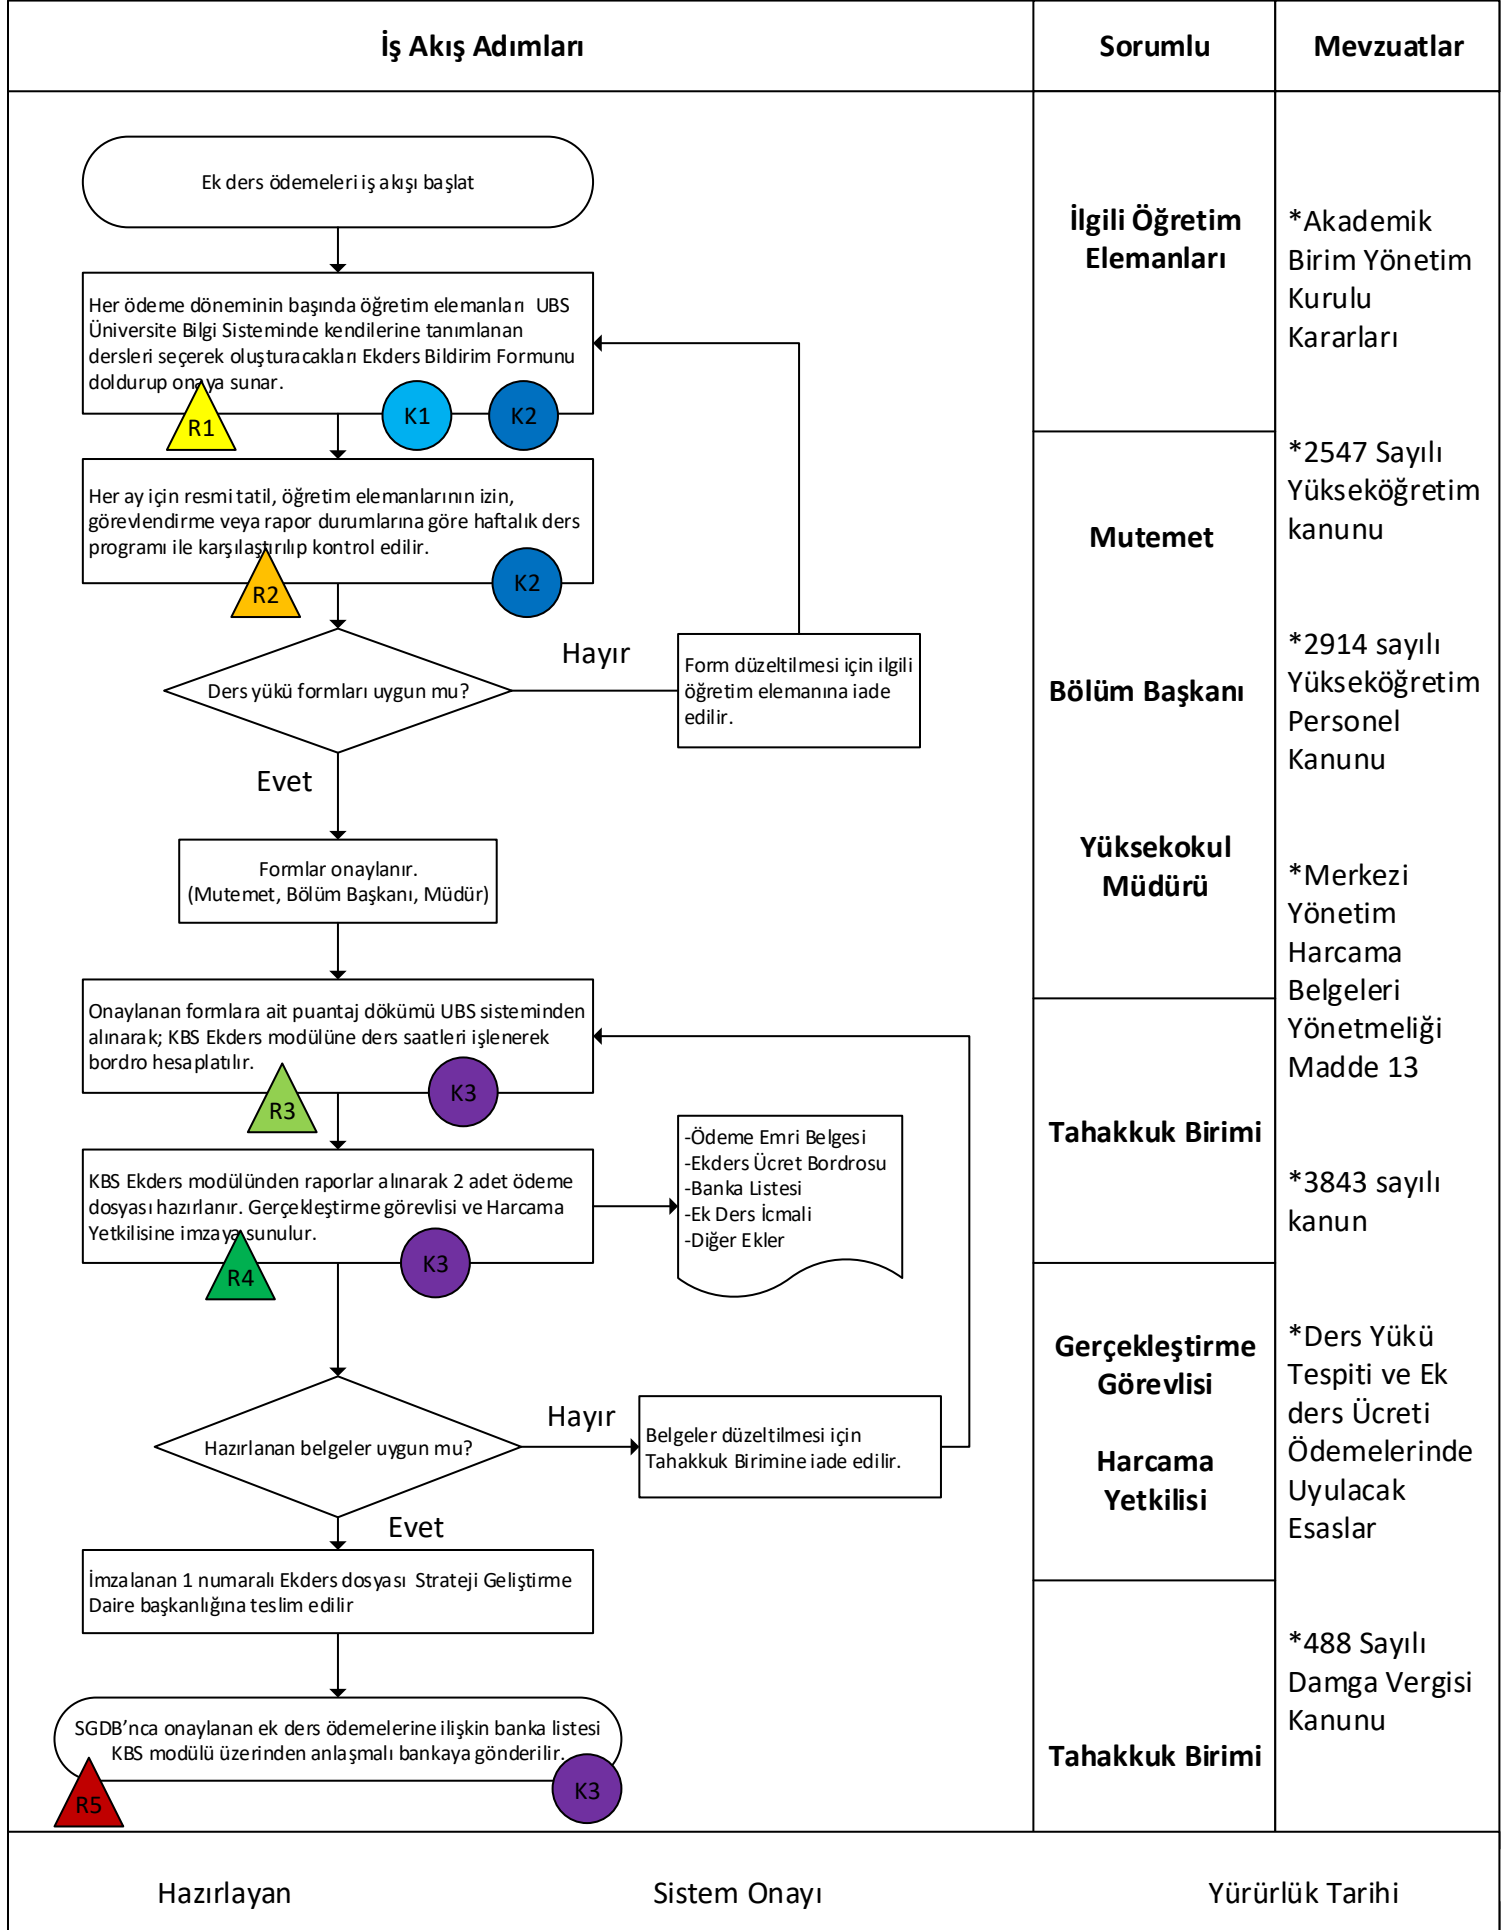 İş Akış Adımları
Sorumlu
Mevzuatlar
Ek ders ödemeleri iş akışı başlat
Her ödeme döneminin başında öğretim elemanları UBS
Üniversite Bilgi Sisteminde kendilerine tanımlanan
dersleri seçerek oluşturacakları Ekders Bildirim Formunu
doldurup onaya sunar.
R1
K1
K2
Her ay için resmi tatil, öğretim elemanlarının izin,
görevlendirme veya rapor durumlarına göre haftalık ders
programı ile karşılaştırılıp kontrol edilir.
R2
K2
Ders yükü formları uygun mu?
Hayır
Form düzeltilmesi için ilgili
öğretim elemanına iade
edilir.
Evet
Formlar onaylanır.
(Mutemet, Bölüm Başkanı, Müdür)
Onaylanan formlara ait puantaj dökümü UBS sisteminden
alınarak; KBS Ekders modülüne ders saatleri işlenerek
bordro hesaplatılır.
R3
K3
KBS Ekders modülünden raporlar alınarak 2 adet ödeme
dosyası hazırlanır. Gerçekleştirme görevlisi ve Harcama
Yetkilisine imzaya sunulur.
R4
K3
-Ödeme Emri Belgesi
-Ekders Ücret Bordrosu
-Banka Listesi
-Ek Ders İcmali
-Diğer Ekler
Hazırlanan belgeler uygun mu?
Hayır
Belgeler düzeltilmesi için
Tahakkuk Birimine iade edilir.
Evet
İmzalanan 1 numaralı Ekders dosyası Strateji Geliştirme
Daire başkanlığına teslim edilir
SGDB’nca onaylanan ek ders ödemelerine ilişkin banka listesi
KBS modülü üzerinden anlaşmalı bankaya gönderilir.
R5
K3
İlgili Öğretim
Elemanları
Mutemet
Bölüm Başkanı
Yüksekokul
Müdürü
Tahakkuk Birimi
Gerçekleştirme
Görevlisi
Harcama
Yetkilisi
Tahakkuk Birimi
*Akademik
Birim Yönetim
Kurulu
Kararları
*2547 Sayılı
Yükseköğretim
kanunu
*2914 sayılı
Yükseköğretim
Personel
Kanunu
*Merkezi
Yönetim
Harcama
Belgeleri
Yönetmeliği
Madde 13
*3843 sayılı
kanun
*Ders Yükü
Tespiti ve Ek
ders Ücreti
Ödemelerinde
Uyulacak
Esaslar
*488 Sayılı
Damga Vergisi
Kanunu
Hazırlayan
Sistem Onayı
Yürürlük Tarihi